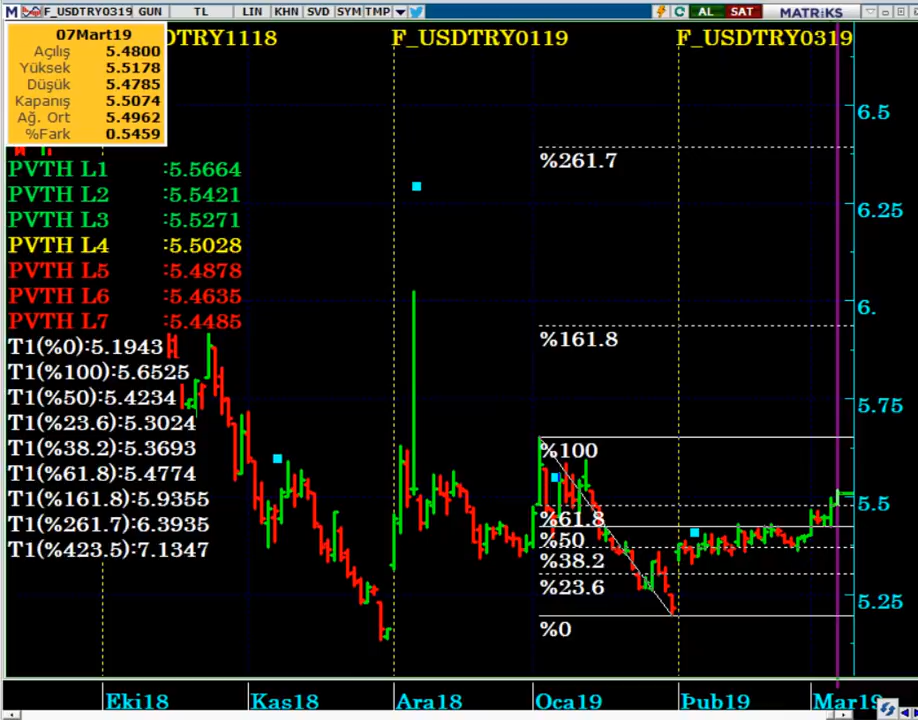 M F_USDTRY0319 GUN TL LIN KHN SVD SYM TMP AL SAT MATRiKS
07Mart19
Açılış 5.4800
Yüksek 5.5178
Düşük 5.4785
Kapanış 5.5074
Ağ. Ort 5.4962
%Fark 0.5459
DTRY1118 F_USDTRY0119 F_USDTRY0319
PVTH L1 :5.5664
PVTH L2 :5.5421
PVTH L3 :5.5271
PVTH L4 :5.5028
PVTH L5 :5.4878
PVTH L6 :5.4635
PVTH L7 :5.4485
T1(%0):5.1943
T1(%100):5.6525
T1(%50):5.4234
T1(%23.6):5.3024
T1(%38.2):5.3693
T1(%61.8):5.4774
T1(%161.8):5.9355
T1(%261.7):6.3935
T1(%423.5):7.1347
%261.7
%161.8
%100
%61.8
%50
%38.2
%23.6
%0
6.5
6.25
6.
5.75
5.5
5.25
Eki18 Kas18 Ara18 Oca19 Þub19 Mar19